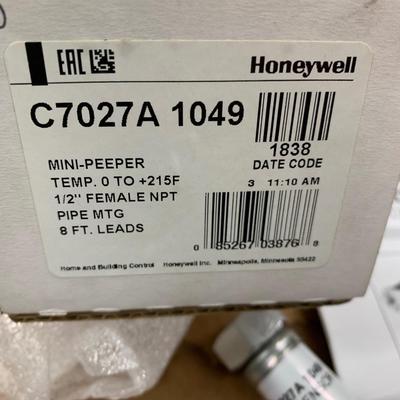 EAC Honeywell
C7027A 1049
1838
DATE CODE
MINI-PEEPER
TEMP. 0 TO +215F
1/2" FEMALE NPT
PIPE MTG
8 FT. LEADS
3 11:10 AM
0 85267 03876 8
Home and Building Control Honeywell Inc. Minneapolis, Minnesota 55422